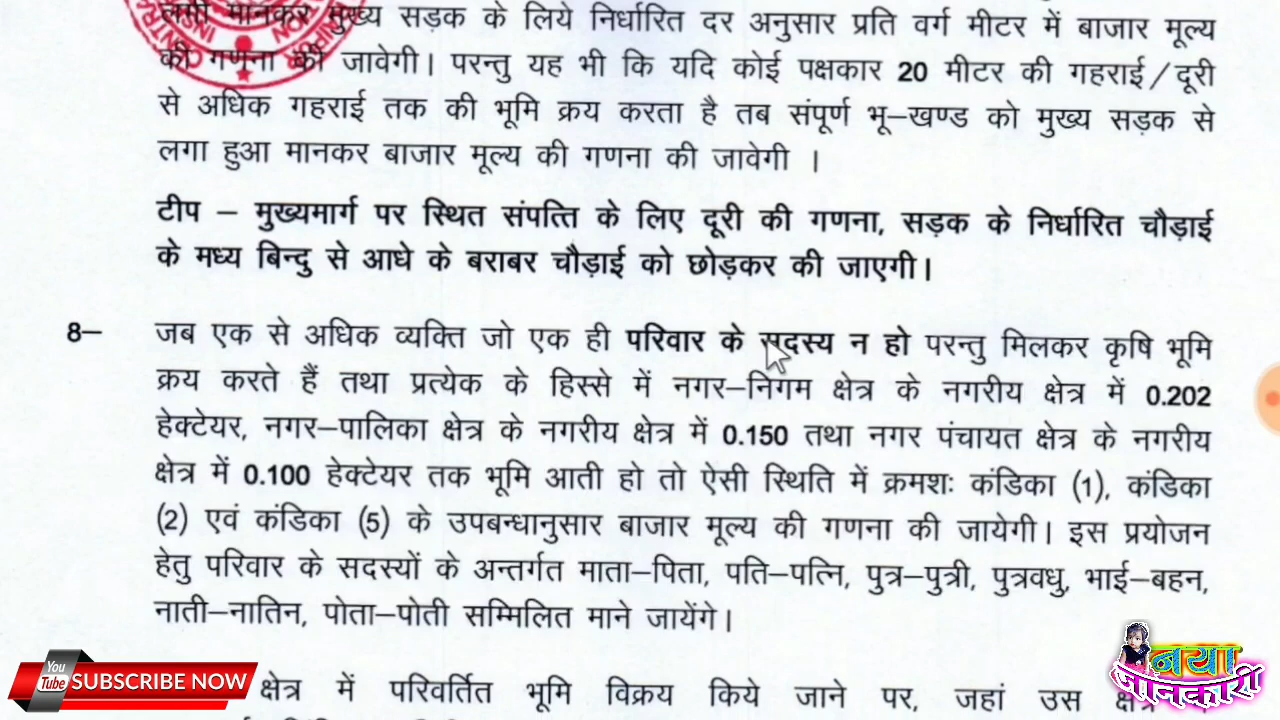 लगी मानकर मुख्य सड़क के लिये निर्धारित दर अनुसार प्रति वर्ग मीटर में बाजार मूल्य
की गणना की जावेगी। परन्तु यह भी कि यदि कोई पक्षकार 20 मीटर की गहराई/दूरी
से अधिक गहराई तक की भूमि क्रय करता है तब संपूर्ण भू–खण्ड को मुख्य सड़क से
लगा हुआ मानकर बाजार मूल्य की गणना की जावेगी ।
टीप – मुख्यमार्ग पर स्थित संपत्ति के लिए दूरी की गणना, सड़क के निर्धारित चौड़ाई
के मध्य बिन्दु से आधे के बराबर चौड़ाई को छोड़कर की जाएगी।
8– जब एक से अधिक व्यक्ति जो एक ही परिवार के सदस्य न हो परन्तु मिलकर कृषि भूमि
क्रय करते हैं तथा प्रत्येक के हिस्से में नगर–निगम क्षेत्र के नगरीय क्षेत्र में 0.202
हेक्टेयर, नगर–पालिका क्षेत्र के नगरीय क्षेत्र में 0.150 तथा नगर पंचायत क्षेत्र के नगरीय
क्षेत्र में 0.100 हेक्टेयर तक भूमि आती हो तो ऐसी स्थिति में क्रमशः कंडिका (1), कंडिका
(2) एवं कंडिका (5) के उपबन्धानुसार बाजार मूल्य की गणना की जायेगी। इस प्रयोजन
हेतु परिवार के सदस्यों के अन्तर्गत माता–पिता, पति–पत्नि, पुत्र–पुत्री, पुत्रवधु, भाई–बहन,
नाती–नातिन, पोता–पोती सम्मिलित माने जायेंगे।
क्षेत्र में परिवर्तित भूमि विक्रय किये जाने पर, जहां उस क्षेत्र
You Tube SUBSCRIBE NOW
नया
जानकारी